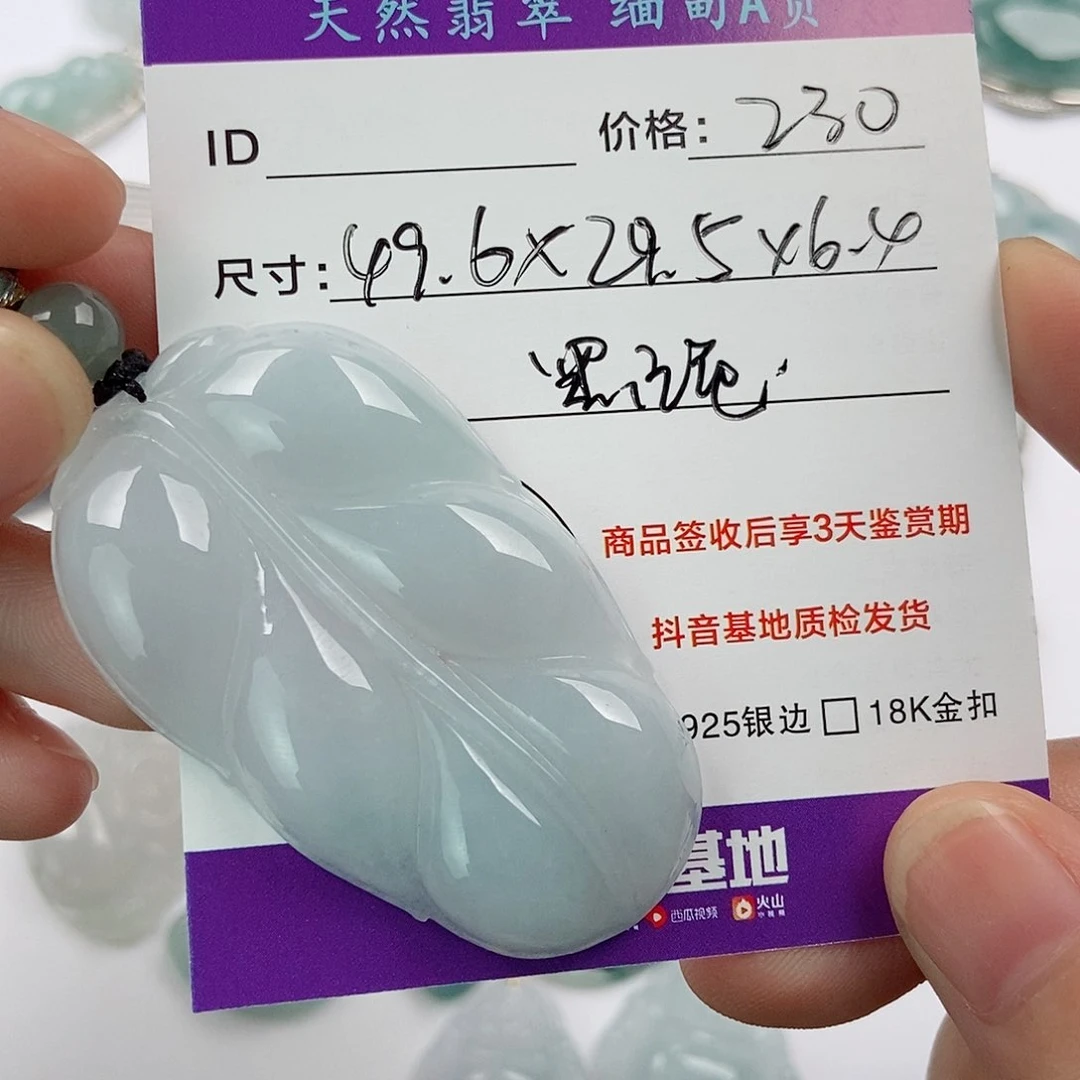 天然翡翠 缅甸A货
ID 价格: 230
尺寸: 49.6x29.5x6.4
商品签收后享3天鉴赏期
抖音基地质检发货
925银边 □ 18K金扣
基地
西瓜视频 火山